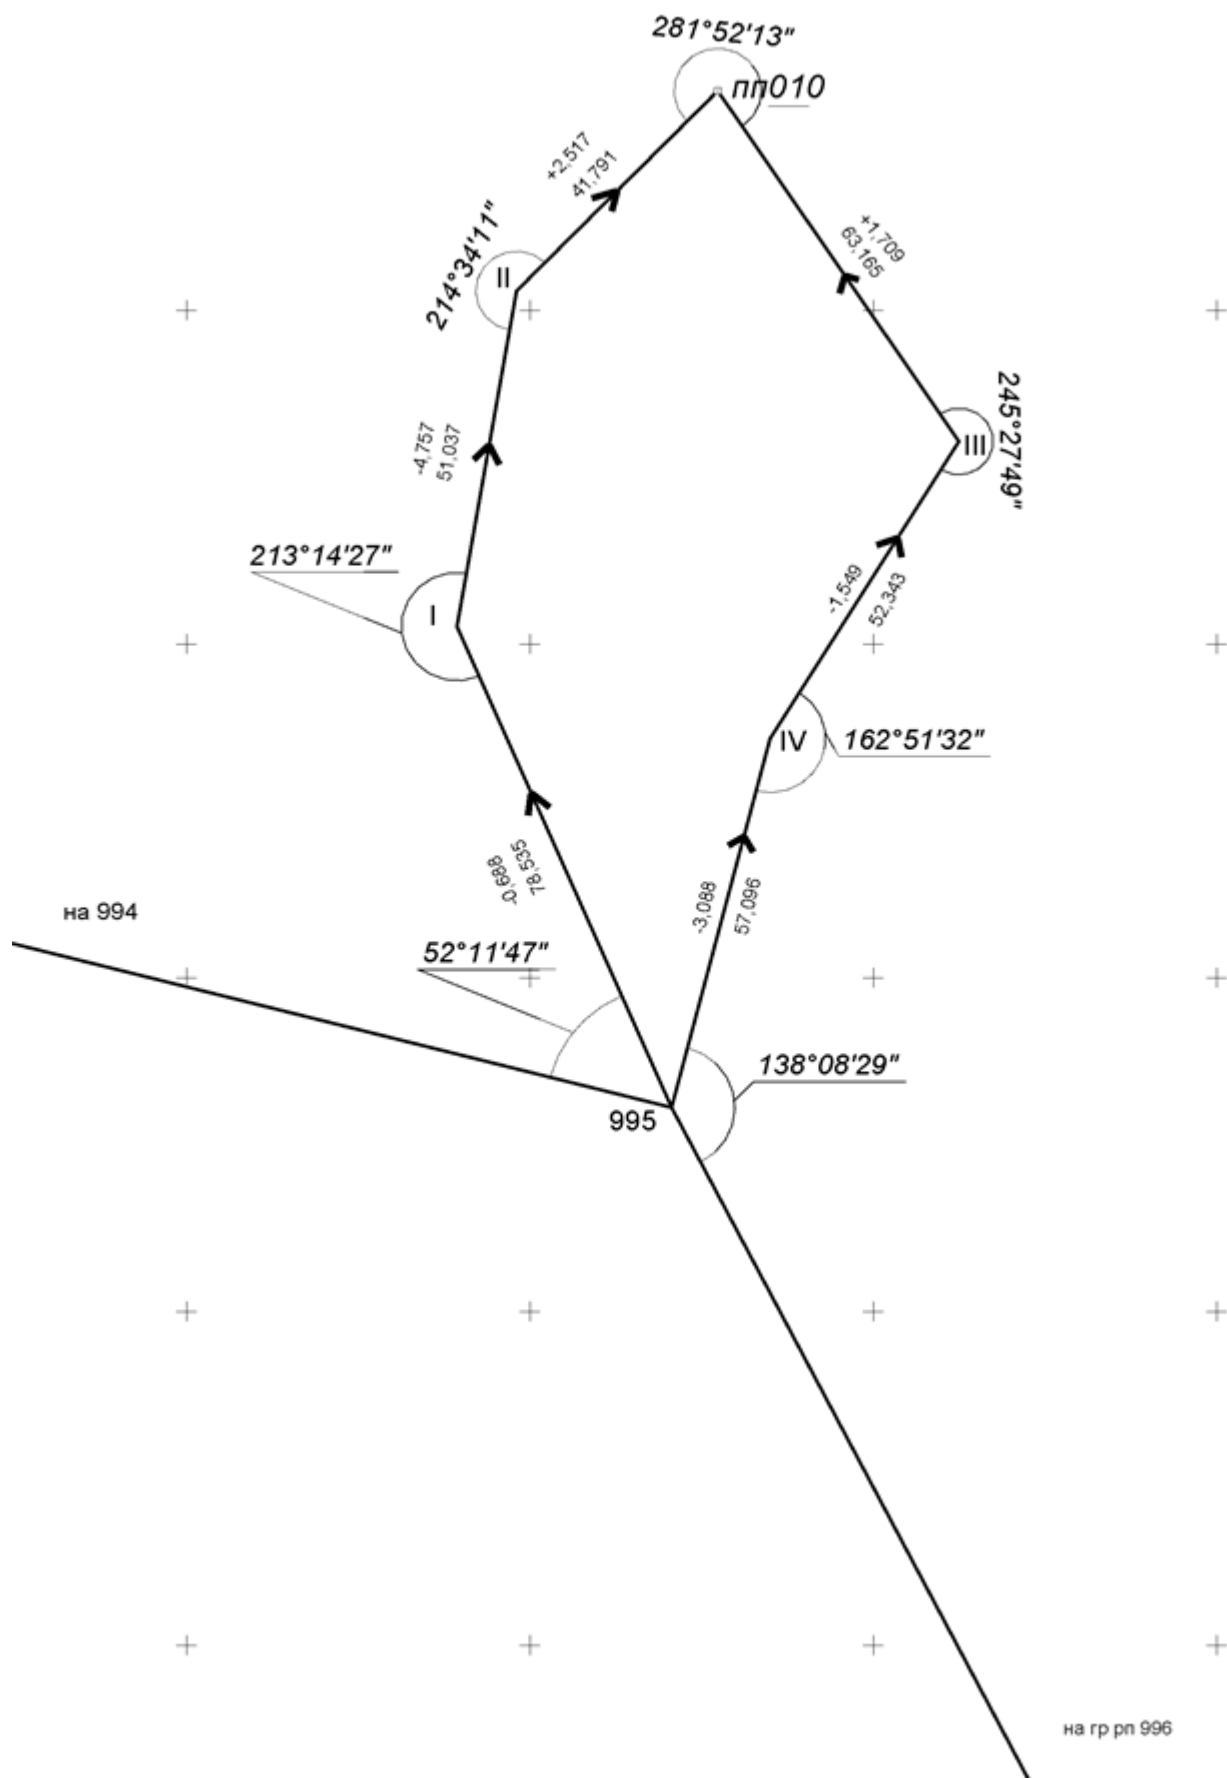 281°52'13"
пп010
+2,517
41,791
214°34'11"
II
+1,709
63,165
-4,757
51,037
245°27'49"
III
213°14'27"
I
-1,549
52,343
IV
162°51'32"
-0,688
78,535
-3,088
57,096
на 994
52°11'47"
138°08'29"
995
на гр рп 996